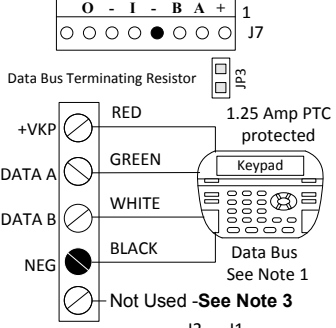 O - I - B A + 1
J7
Data Bus Terminating Resistor
JP3
RED
1.25 Amp PTC
protected
+VKP
GREEN
Keypad
DATA A
WHITE
DATA B
BLACK
Data Bus
See Note 1
NEG
Not Used -See Note 3
J2 J1